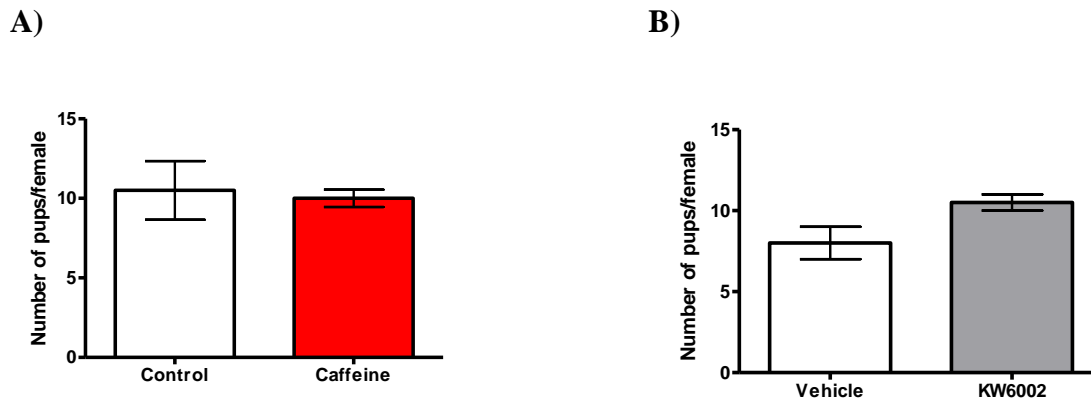 A)
Number of pups/female
15
10
5
0
Control
Caffeine
B)
Number of pups/female
15
10
5
0
Vehicle
KW6002